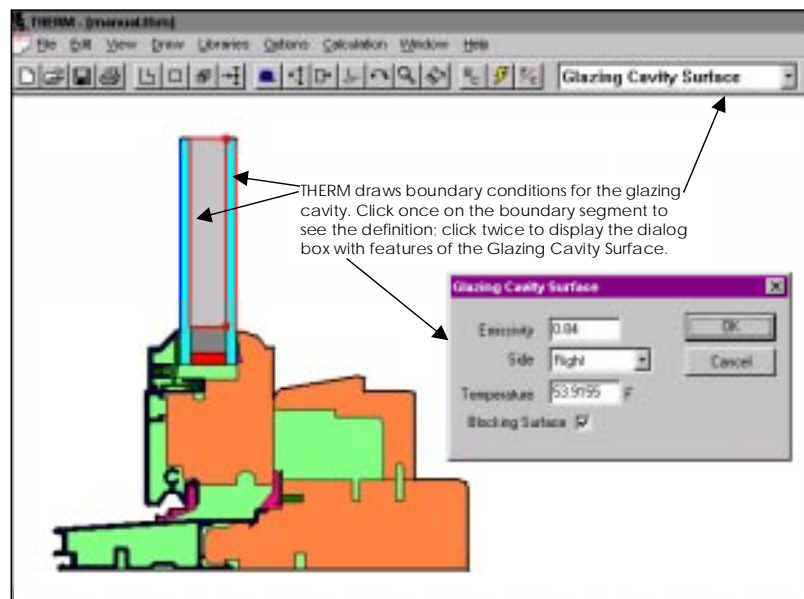 THERM - [manual.thm]
File Edit View Draw Libraries Options Calculation Window Help
Glazing Cavity Surface
THERM draws boundary conditions for the glazing
cavity. Click once on the boundary segment to
see the definition; click twice to display the dialog
box with features of the Glazing Cavity Surface.
Glazing Cavity Surface
Emissivity 0.84
OK
Side Right
Cancel
Temperature 53.9155 F
Blocking Surface